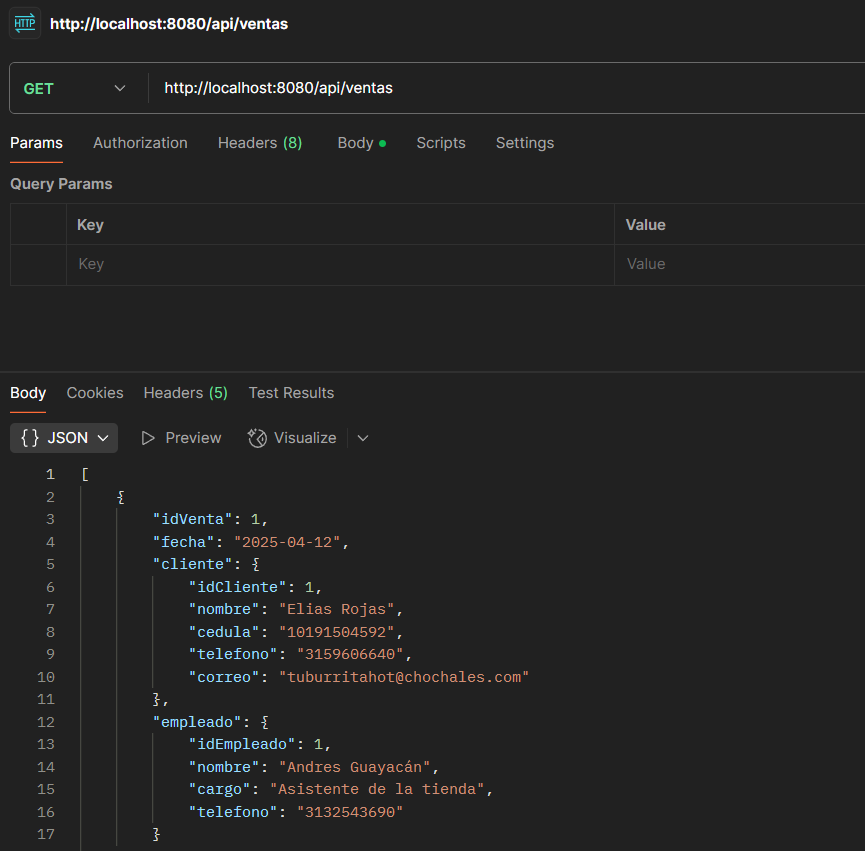 HTTP http://localhost:8080/api/ventas
GET http://localhost:8080/api/ventas
Params Authorization Headers (8) Body Scripts Settings
Query Params
Key Value
Key Value
Body Cookies Headers (5) Test Results
{} JSON Preview Visualize
1 [
2 {
3 "idVenta": 1,
4 "fecha": "2025-04-12",
5 "cliente": {
6 "idCliente": 1,
7 "nombre": "Elias Rojas",
8 "cedula": "10191504592",
9 "telefono": "3159606640",
10 "correo": "tuburritahot@chochales.com"
11 },
12 "empleado": {
13 "idEmpleado": 1,
14 "nombre": "Andres Guayacán",
15 "cargo": "Asistente de la tienda",
16 "telefono": "3132543690"
17 }